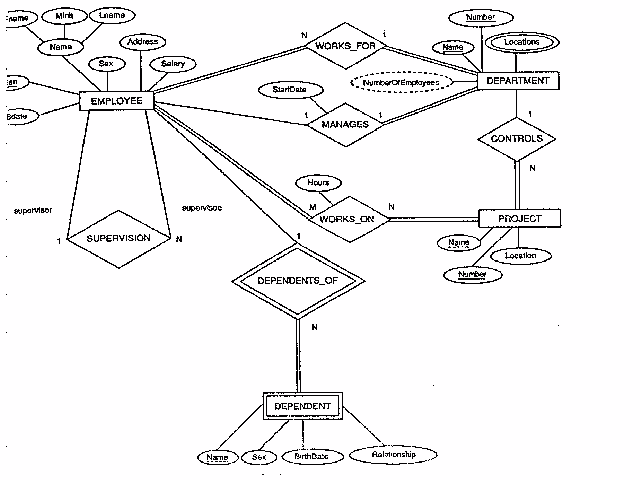 Minit
Lname
Number
Name
Address
N
1
WORKS_FOR
Locations
Name
Sex
Salary
NumberOfEmployees
DEPARTMENT
StartDate
EMPLOYEE
1
MANAGES
1
1
CONTROLS
N
Hours
supervisor
supervisee
M
N
WORKS_ON
PROJECT
1
SUPERVISION
N
1
Name
Location
Number
DEPENDENTS_OF
N
DEPENDENT
Name
Sex
BirthDate
Relationship